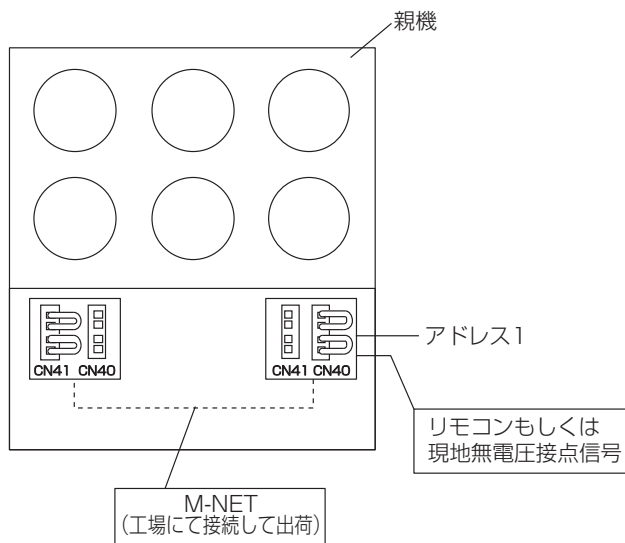 親機
CN41 CN40
CN41 CN40
アドレス1
リモコンもしくは
現地無電圧接点信号
M-NET
(工場にて接続して出荷)